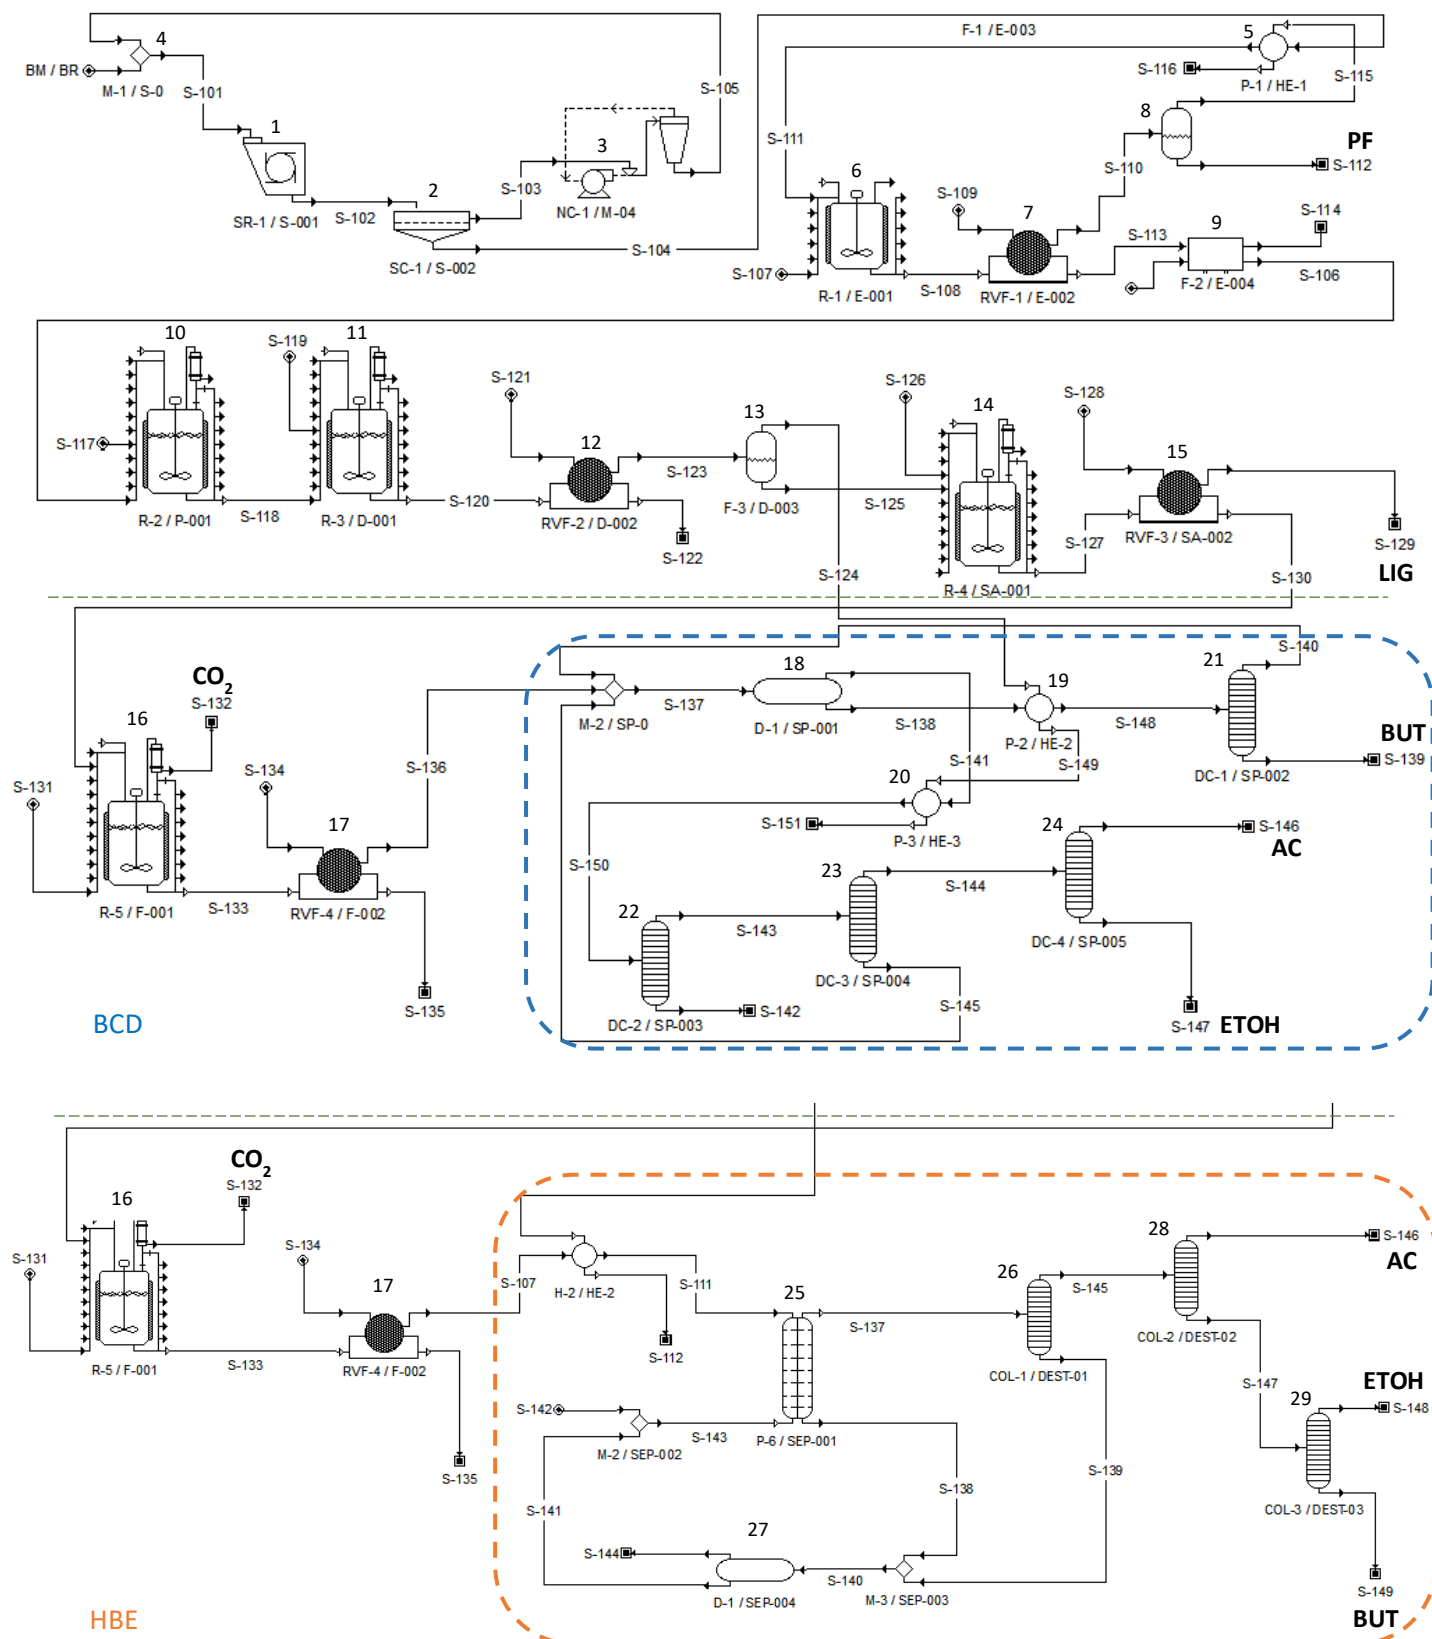 4
BM / BR
M-1 / S-0
S-101
1
SR-1 / S-001
S-102
2
SC-1 / S-002
S-103
3
NC-1 / M-04
S-105
S-104
F-1 / E-003
5
S-116
P-1 / HE-1
S-115
8
PF
S-112
S-111
6
S-107
R-1 / E-001
S-108
S-109
7
RVF-1 / E-002
S-110
S-113
9
S-114
F-2 / E-004
S-106
10
S-117
R-2 / P-001
S-118
S-119
11
R-3 / D-001
S-120
S-121
12
RVF-2 / D-002
S-122
S-123
13
F-3 / D-003
S-124
S-125
S-126
14
R-4 / SA-001
S-127
S-128
15
RVF-3 / SA-002
S-129
LIG
S-130
CO2
S-132
16
S-131
R-5 / F-001
S-133
S-134
17
RVF-4 / F-002
S-135
S-136
BCD
M-2 / SP-0
S-137
18
D-1 / SP-001
S-138
S-141
19
P-2 / HE-2
S-149
S-148
S-140
21
DC-1 / SP-002
BUT
S-139
20
S-151
P-3 / HE-3
S-150
22
DC-2 / SP-003
S-142
S-143
23
DC-3 / SP-004
S-145
S-144
24
DC-4 / SP-005
S-146
AC
S-147
ETOH
CO2
S-132
16
S-131
R-5 / F-001
S-133
S-134
17
RVF-4 / F-002
S-135
HBE
S-107
H-2 / HE-2
S-112
S-111
25
P-6 / SEP-001
S-137
S-142
M-2 / SEP-002
S-143
S-141
S-144
27
D-1 / SEP-004
S-140
M-3 / SEP-003
S-138
S-139
26
COL-1 / DEST-01
S-145
28
COL-2 / DEST-02
S-146
AC
S-147
29
COL-3 / DEST-03
ETOH
S-148
S-149
BUT